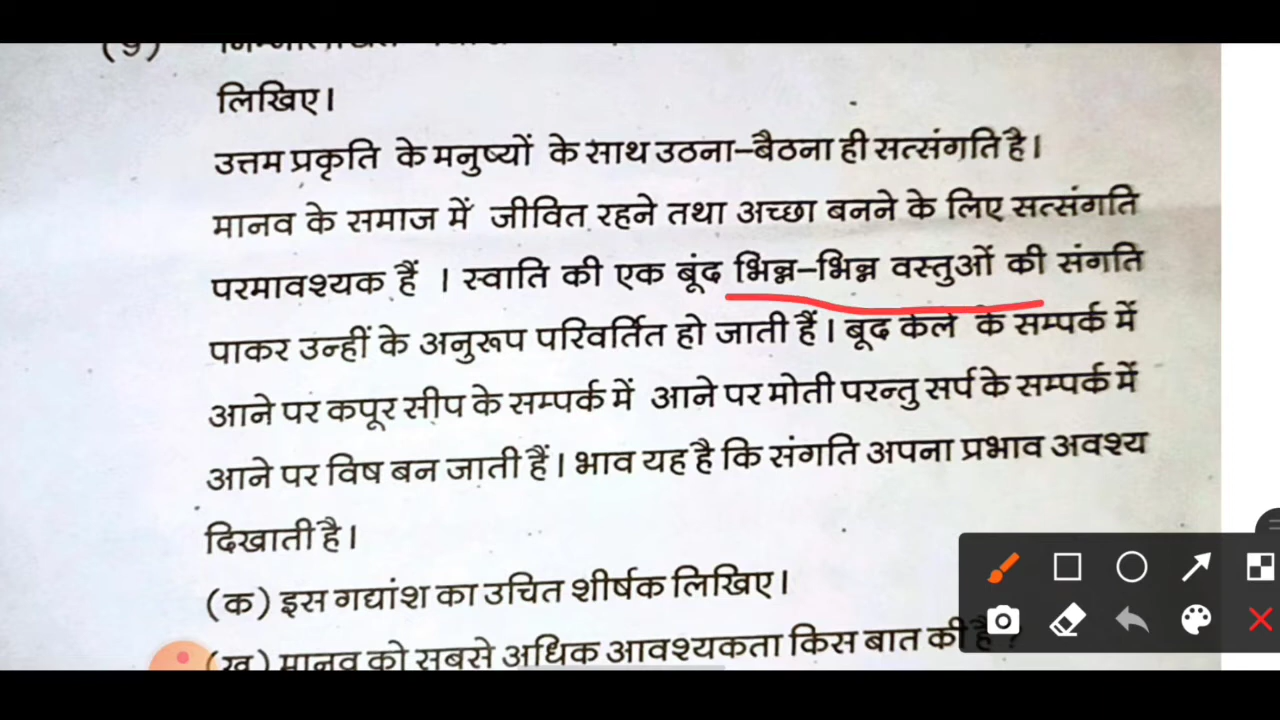 (9)
लिखिए।
उत्तम प्रकृति के मनुष्यों के साथ उठना-बैठना ही सत्संगति है।
मानव के समाज में जीवित रहने तथा अच्छा बनने के लिए सत्संगति
परमावश्यक हैं । स्वाति की एक बूंद भिन्न-भिन्न वस्तुओं की संगति
पाकर उन्हीं के अनुरूप परिवर्तित हो जाती हैं। बूद केले के सम्पर्क में
आने पर कपूर सीप के सम्पर्क में आने पर मोती परन्तु सर्प के सम्पर्क में
आने पर विष बन जाती हैं। भाव यह है कि संगति अपना प्रभाव अवश्य
दिखाती है।
(क) इस गद्यांश का उचित शीर्षक लिखिए।
(ख) मानव को सबसे अधिक आवश्यकता किस बात की है ?